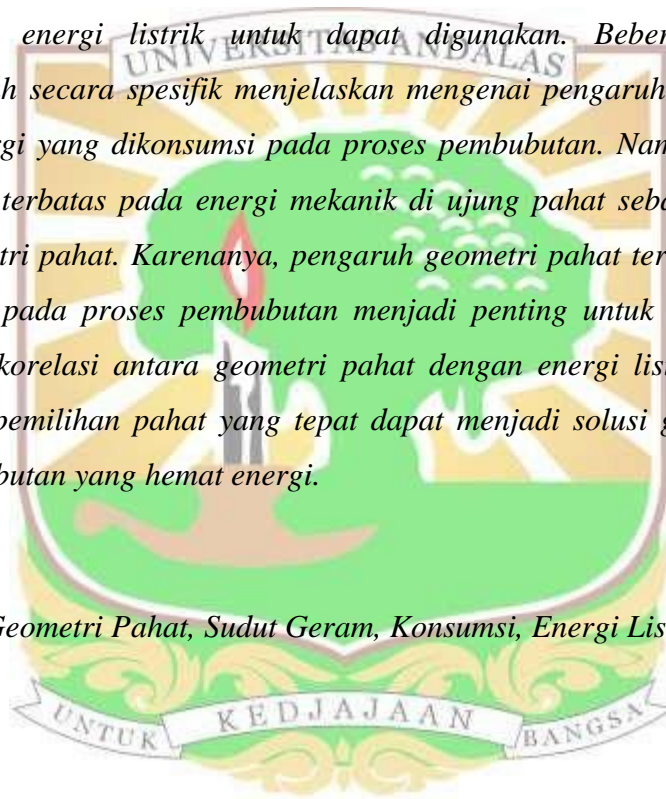 energi listrik untuk dapat digunakan. Beber
UNIVERSITAS ANDALAS
h secara spesifik menjelaskan mengenai pengaruh
rgi yang dikonsumsi pada proses pembubutan. Nam
terbatas pada energi mekanik di ujung pahat seba
tri pahat. Karenanya, pengaruh geometri pahat ter
pada proses pembubutan menjadi penting untuk
korelasi antara geometri pahat dengan energi lis
pemilihan pahat yang tepat dapat menjadi solusi g
butan yang hemat energi.
Geometri Pahat, Sudut Geram, Konsumsi, Energi Lis
UNTUK KEDJAJAAN BANGSA